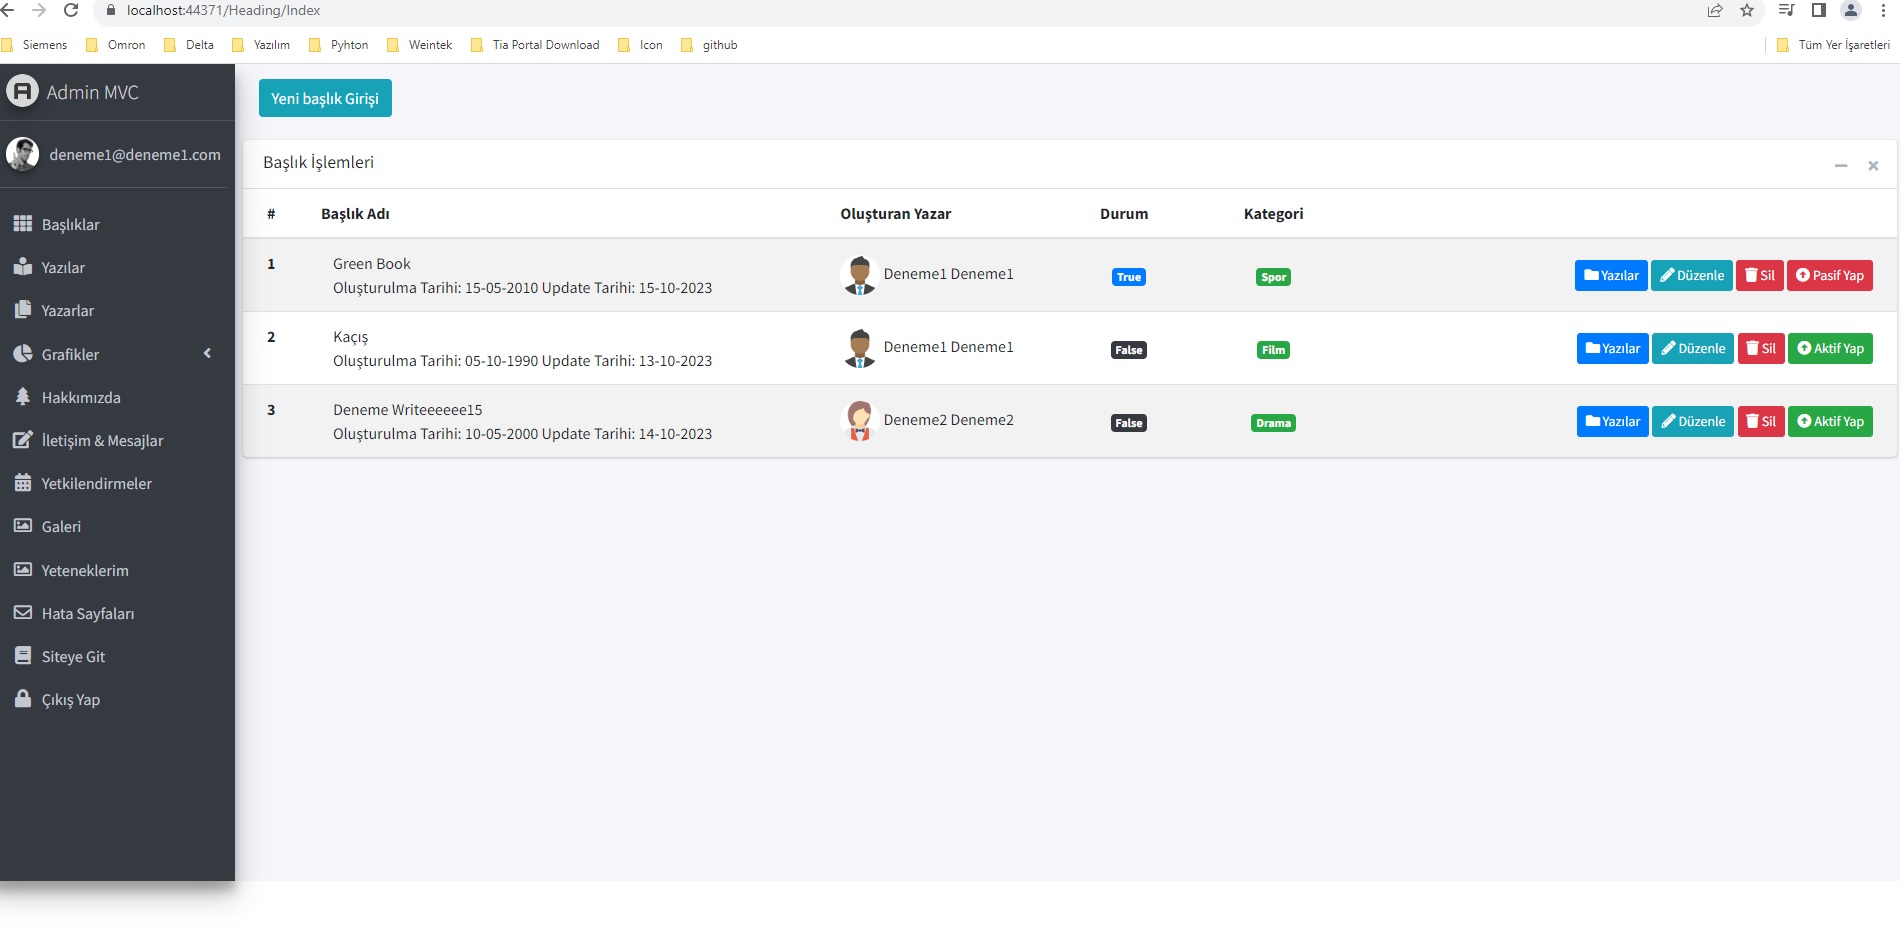 localhost:44371/Heading/Index
Siemens Omron Delta Yazılım Pyhton Weintek Tia Portal Download Icon github Tüm Yer İşaretleri
Admin MVC
deneme1@deneme1.com
Başlıklar
Yazılar
Yazarlar
Grafikler
Hakkımızda
İletişim & Mesajlar
Yetkilendirmeler
Galeri
Yeteneklerim
Hata Sayfaları
Siteye Git
Çıkış Yap
Yeni başlık Girişi
Başlık İşlemleri
# Başlık Adı Oluşturan Yazar Durum Kategori
1 Green Book Deneme1 Deneme1 True Spor Yazılar Düzenle Sil Pasif Yap
Oluşturulma Tarihi: 15-05-2010 Update Tarihi: 15-10-2023
2 Kaçış Deneme1 Deneme1 False Film Yazılar Düzenle Sil Aktif Yap
Oluşturulma Tarihi: 05-10-1990 Update Tarihi: 13-10-2023
3 Deneme Writeeeeee15 Deneme2 Deneme2 False Drama Yazılar Düzenle Sil Aktif Yap
Oluşturulma Tarihi: 10-05-2000 Update Tarihi: 14-10-2023